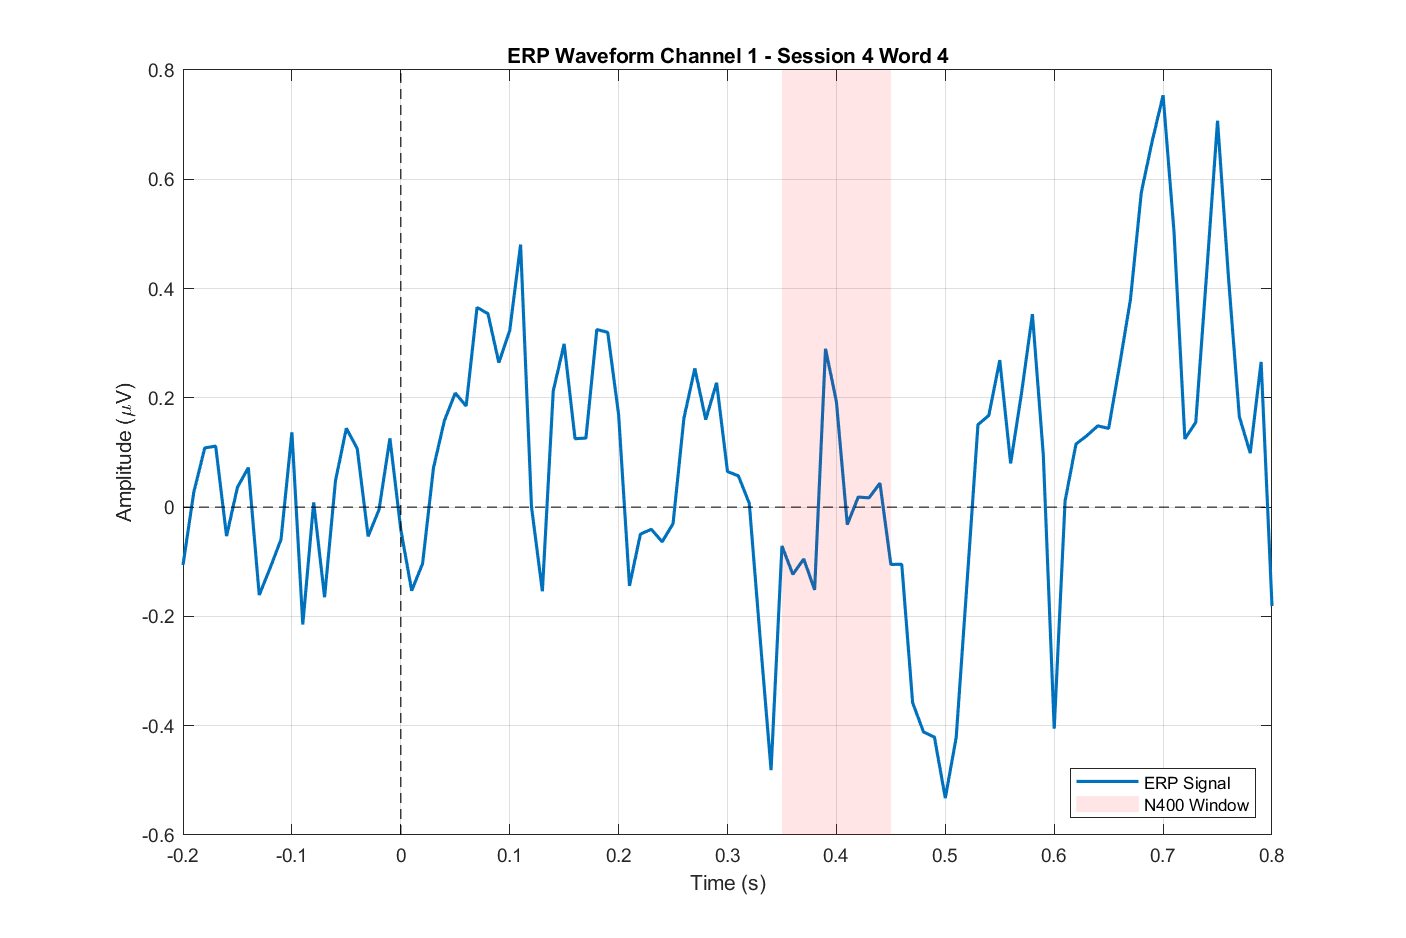 ERP Waveform Channel 1 - Session 4 Word 4
0.8
0.6
0.4
0.2
0
-0.2
-0.4
-0.6
Amplitude (μV)
-0.2 -0.1 0 0.1 0.2 0.3 0.4 0.5 0.6 0.7 0.8
Time (s)
ERP Signal
N400 Window